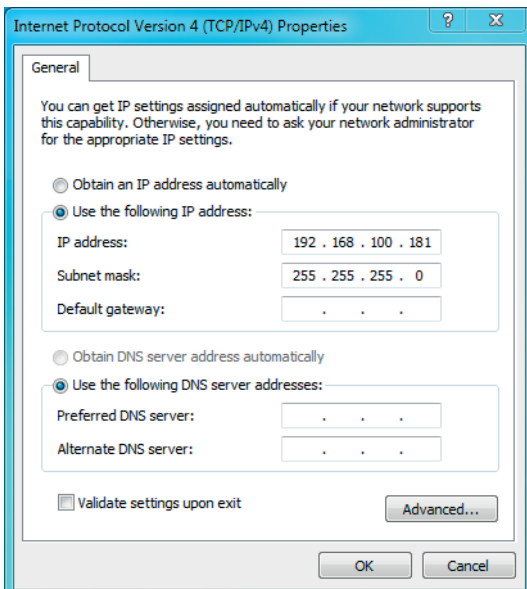 Internet Protocol Version 4 (TCP/IPv4) Properties
?
General
You can get IP settings assigned automatically if your network supports
this capability. Otherwise, you need to ask your network administrator
for the appropriate IP settings.
Obtain an IP address automatically
Use the following IP address:
IP address: 192 . 168 . 100 . 181
Subnet mask: 255 . 255 . 255 . 0
Default gateway: . . .
Obtain DNS server address automatically
Use the following DNS server addresses:
Preferred DNS server: . . .
Alternate DNS server: . . .
Validate settings upon exit
Advanced...
OK Cancel